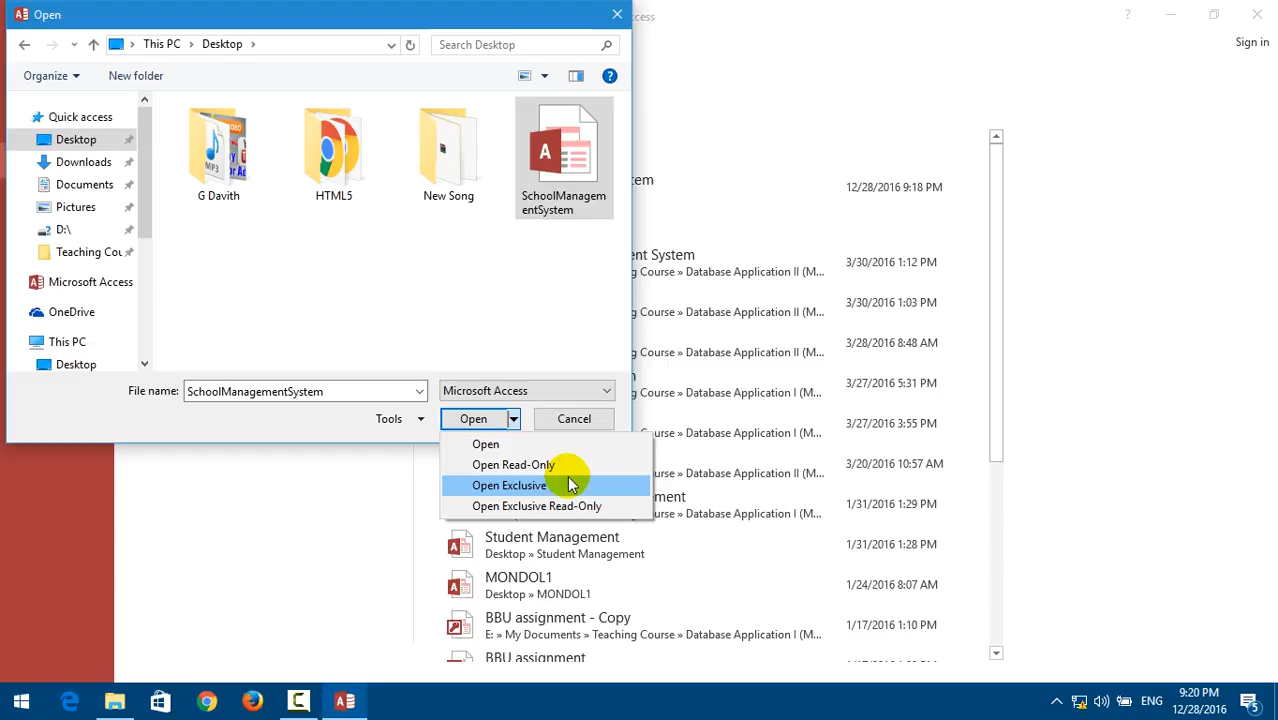 Open
ccess
Sign in
This PC
Desktop
Search Desktop
Organize
New folder
Quick access
Desktop
Downloads
Documents
Pictures
D:\
Teaching Cou
Microsoft Access
OneDrive
This PC
Desktop
MP3
G Davith
HTML5
New Song
SchoolManagem
entSystem
File name:
SchoolManagementSystem
Microsoft Access
Tools
Open
Cancel
Open
Open Read-Only
Open Exclusive
Open Exclusive Read-Only
tem
12/28/2016 9:18 PM
ent System
g Course » Database Application II (M...
3/30/2016 1:12 PM
g Course » Database Application II (M...
3/30/2016 1:03 PM
g Course » Database Application II (M...
3/28/2016 8:48 AM
g Course » Database Application II (M...
3/27/2016 5:31 PM
g Course » Database Application II (M...
3/27/2016 4:33 PM
g Course » Database Application II (M...
3/20/2016 10:57 AM
ement
g Course » Database Application I (M...
1/31/2016 1:29 PM
Student Management
Desktop » Student Management
1/31/2016 1:28 PM
MONDOL1
Desktop » MONDOL1
1/24/2016 8:07 AM
BBU assignment - Copy
E: » My Documents » Teaching Course » Database Application I (M...
1/17/2016 1:10 PM
BBU assignment
ENG
9:20 PM
12/28/2016
5